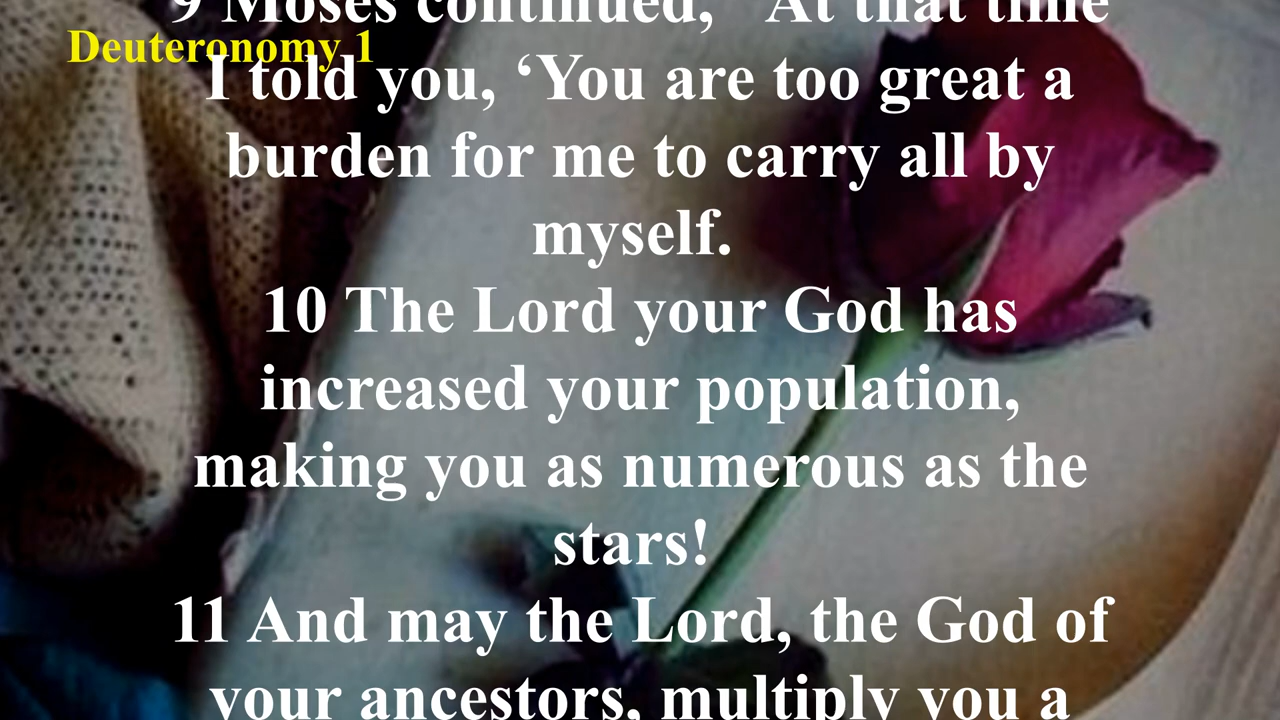 9 Moses continued, “At that time
Deuteronomy 1
I told you, ‘You are too great a
burden for me to carry all by
myself.
10 The Lord your God has
increased your population,
making you as numerous as the
stars!
11 And may the Lord, the God of
your ancestors, multiply you a